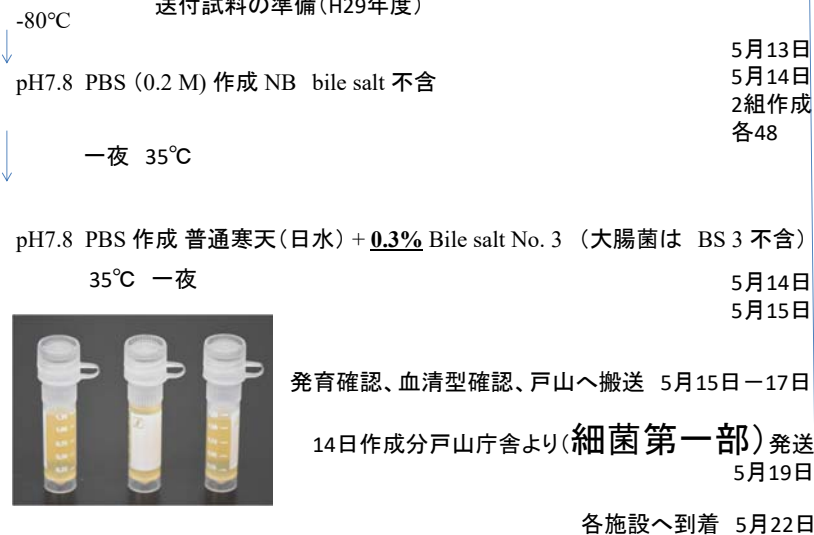 送付試料の準備（H29年度）
-80℃
5月13日
pH7.8 PBS （0.2 M) 作成 NB bile salt 不含
5月14日
2組作成
各48
一夜 35℃
pH7.8 PBS 作成 普通寒天（日水）+ 0.3% Bile salt No. 3 （大腸菌は BS 3 不含）
35℃ 一夜
5月14日
5月15日
発育確認、血清型確認、戸山へ搬送 5月15日－17日
14日作成分戸山庁舎より（細菌第一部）発送
5月19日
各施設へ到着 5月22日